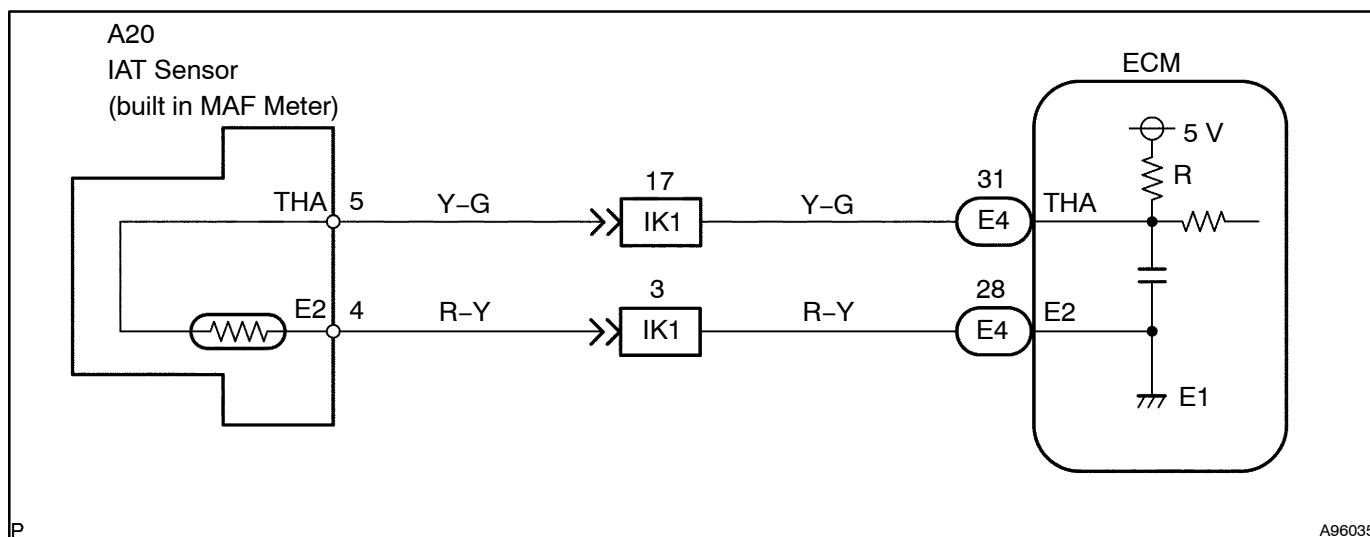 A20
IAT Sensor
(built in MAF Meter)
ECM
5 V
R
THA 5 Y–G 17 IK1 Y–G 31 E4 THA
E2 4 R–Y 3 IK1 R–Y 28 E4 E2
E1
P
A96035